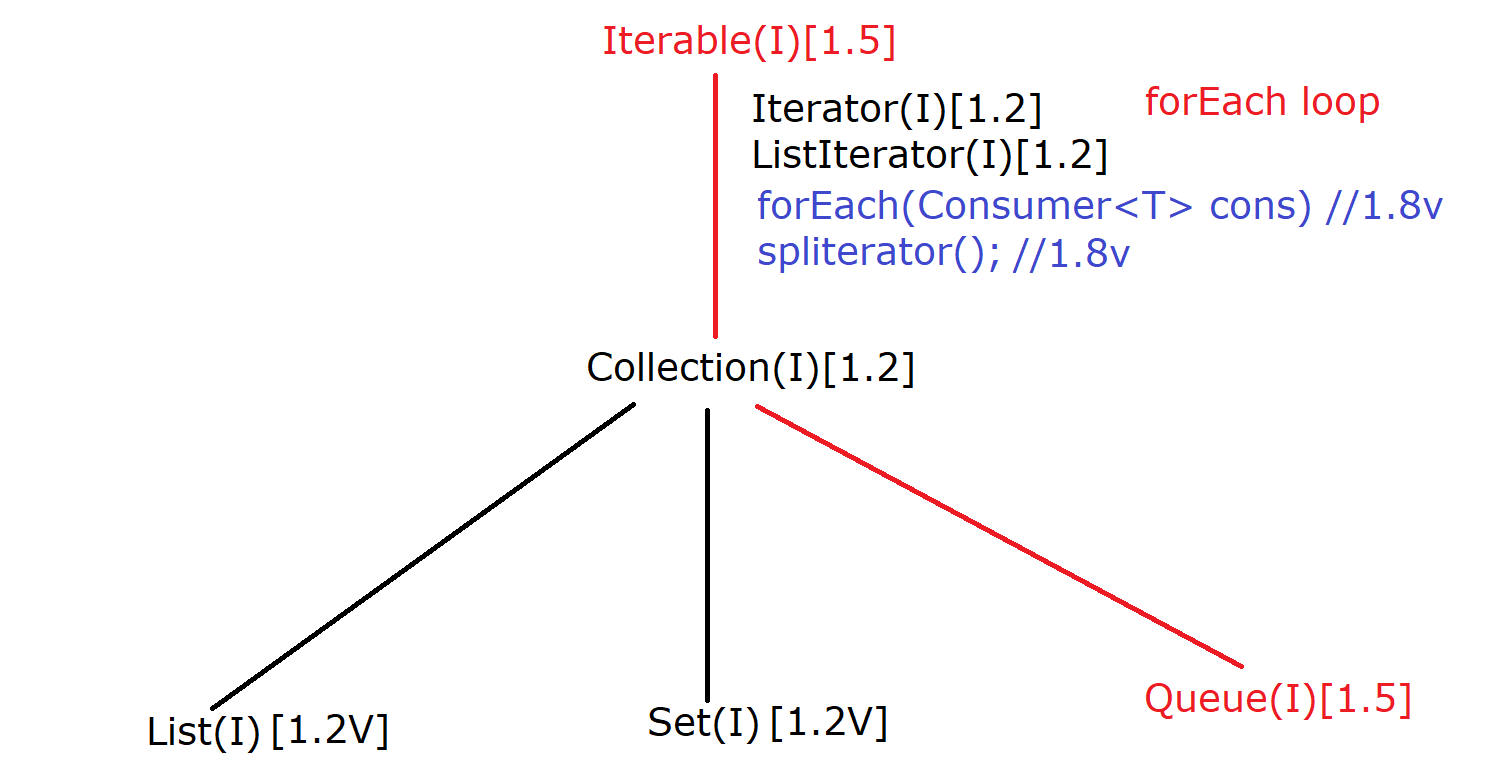 Iterable(I)[1.5]
Iterator(I)[1.2] forEach loop
ListIterator(I)[1.2]
forEach(Consumer<T> cons) //1.8v
spliterator(); //1.8v
Collection(I)[1.2]
List(I) [1.2V] Set(I) [1.2V] Queue(I)[1.5]